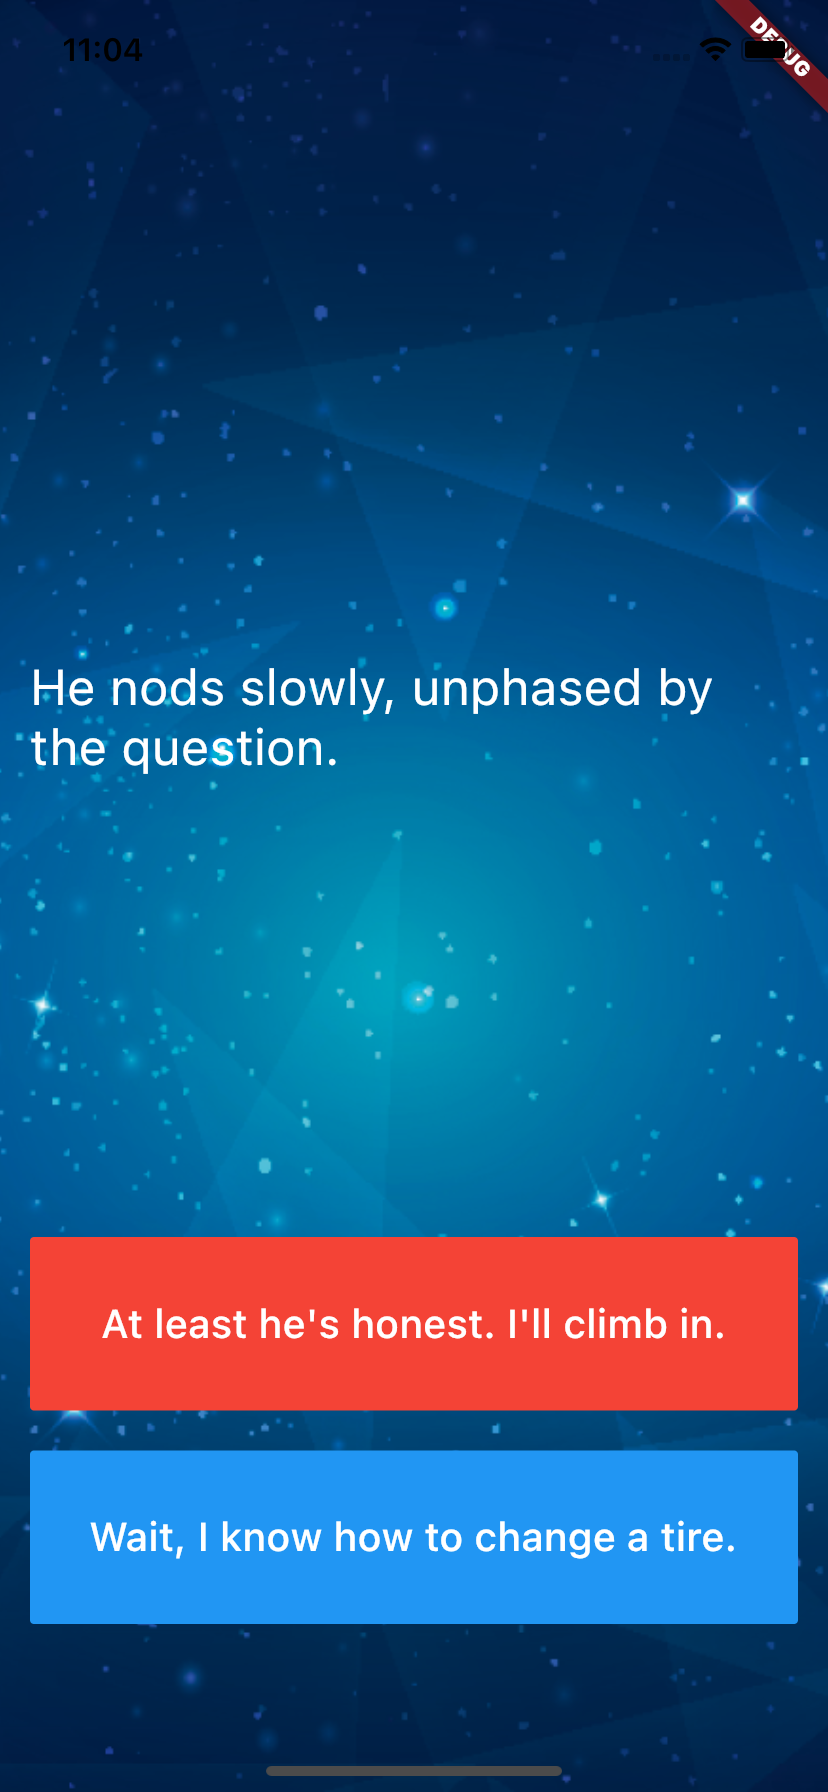 11:04
DEBUG
He nods slowly, unphased by
the question.
At least he's honest. I'll climb in.
Wait, I know how to change a tire.